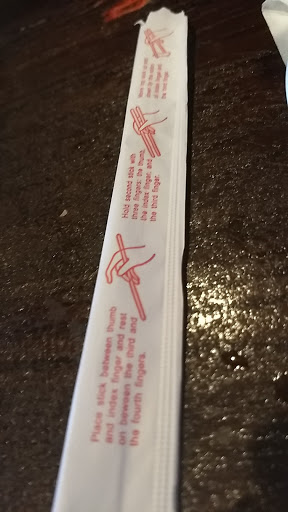 Place stick between thumb
and index finger and rest
on beween the third and
the fourth fingers.
Hold second stick with
three fingers: the thumb,
the index finger, and
the third finger.